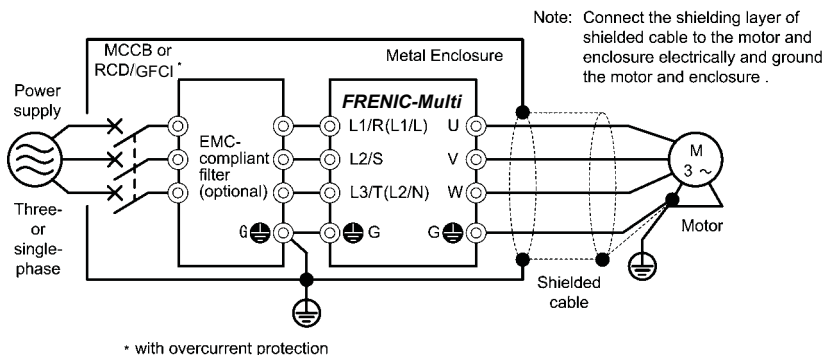 Note: Connect the shielding layer of
shielded cable to the motor and
enclosure electrically and ground
the motor and enclosure .
MCCB or
RCD/GFCI *
Metal Enclosure
Power
supply
FRENIC-Multi
EMC-
compliant
filter
(optional)
L1/R(L1/L)
U
L2/S
V
L3/T(L2/N)
W
G
G
G
M
3 ~
Motor
Three-
or
single-
phase
Shielded
cable
* with overcurrent protection